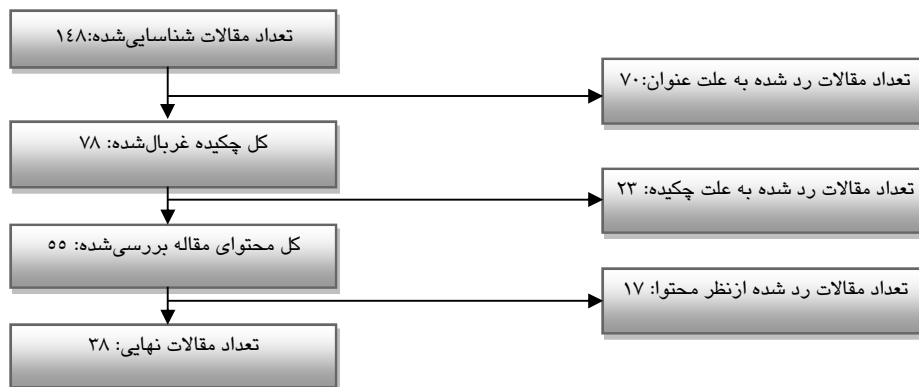 تعداد مقالات شناسایی‌شده:۱٤۸
تعداد مقالات رد شده به علت عنوان:۷۰
کل چکیده غربال‌شده: ۷۸
تعداد مقالات رد شده به علت چکیده: ۲۳
کل محتوای مقاله بررسی‌شده: ٥٥
تعداد مقالات رد شده ازنظر محتوا: ۱۷
تعداد مقالات نهایی: ۳۸